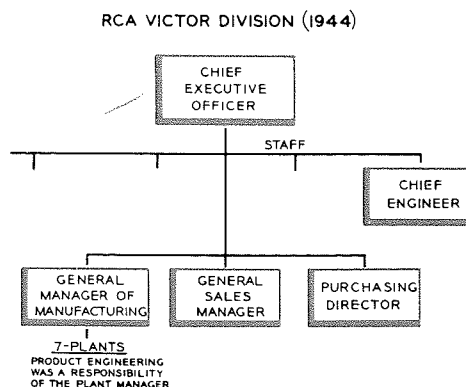 RCA VICTOR DIVISION (1944)
CHIEF
EXECUTIVE
OFFICER
STAFF
CHIEF
ENGINEER
GENERAL
MANAGER OF
MANUFACTURING
GENERAL
SALES
MANAGER
PURCHASING
DIRECTOR
7-PLANTS
PRODUCT ENGINEERING
WAS A RESPONSIBILITY
OF THE PLANT MANAGER